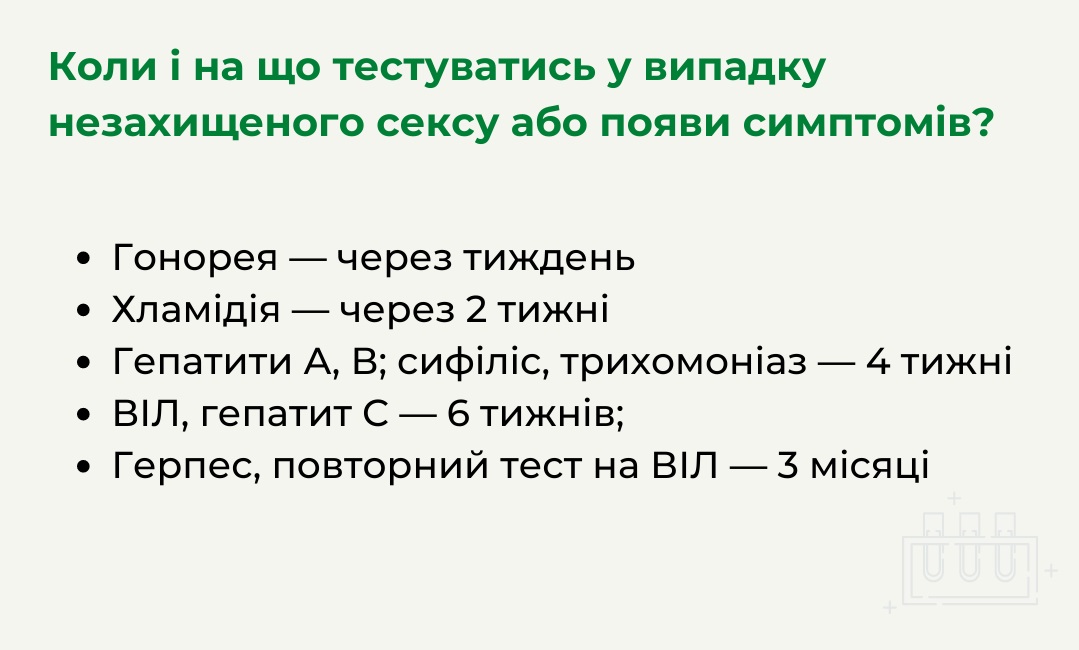 Коли і на що тестуватись у випадку
незахищеного сексу або появи симптомів?
• Гонорея — через тиждень
• Хламідія — через 2 тижні
• Гепатити А, В; сифіліс, трихомоніаз — 4 тижні
• ВІЛ, гепатит С — 6 тижнів;
• Герпес, повторний тест на ВІЛ — 3 місяці